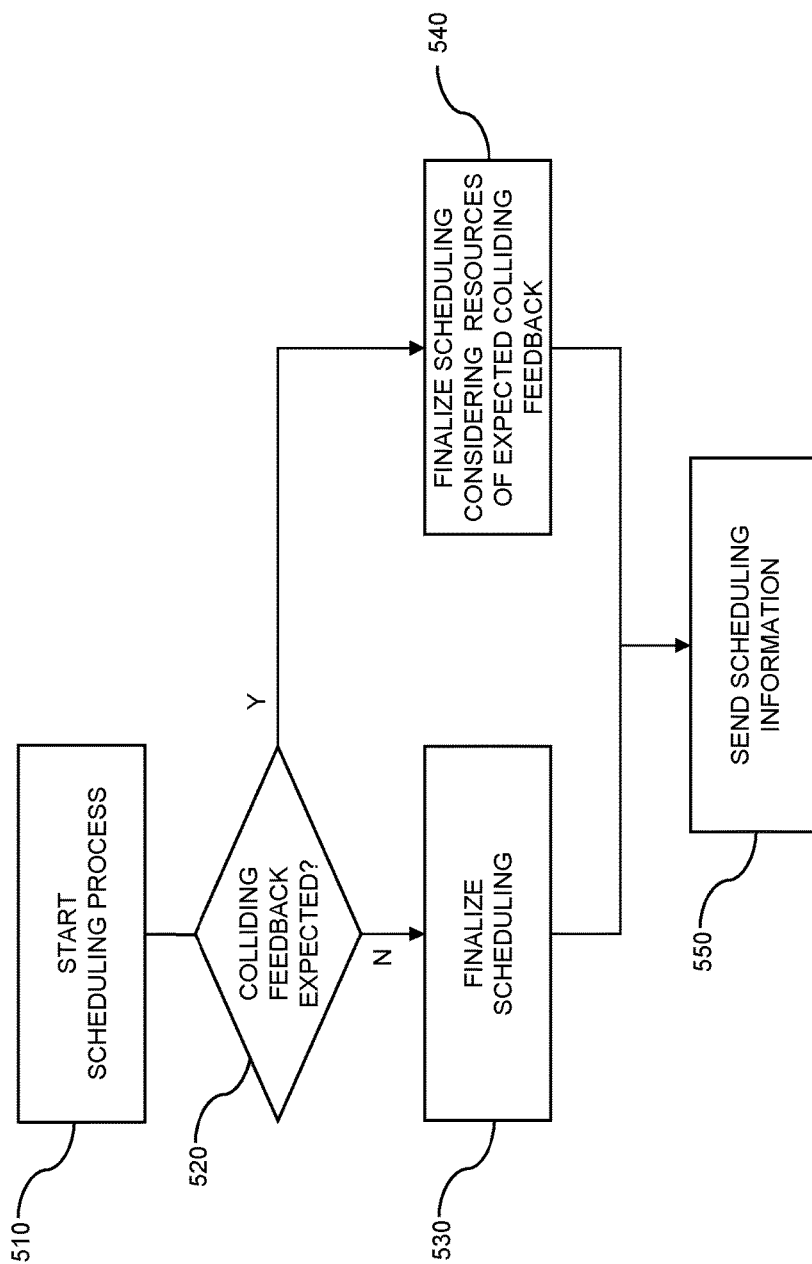 510
START
SCHEDULING PROCESS
520
COLLIDING
FEEDBACK
EXPECTED?
Y
N
530
FINALIZE
SCHEDULING
540
FINALIZE SCHEDULING
CONSIDERING RESOURCES
OF EXPECTED COLLIDING
FEEDBACK
550
SEND SCHEDULING
INFORMATION